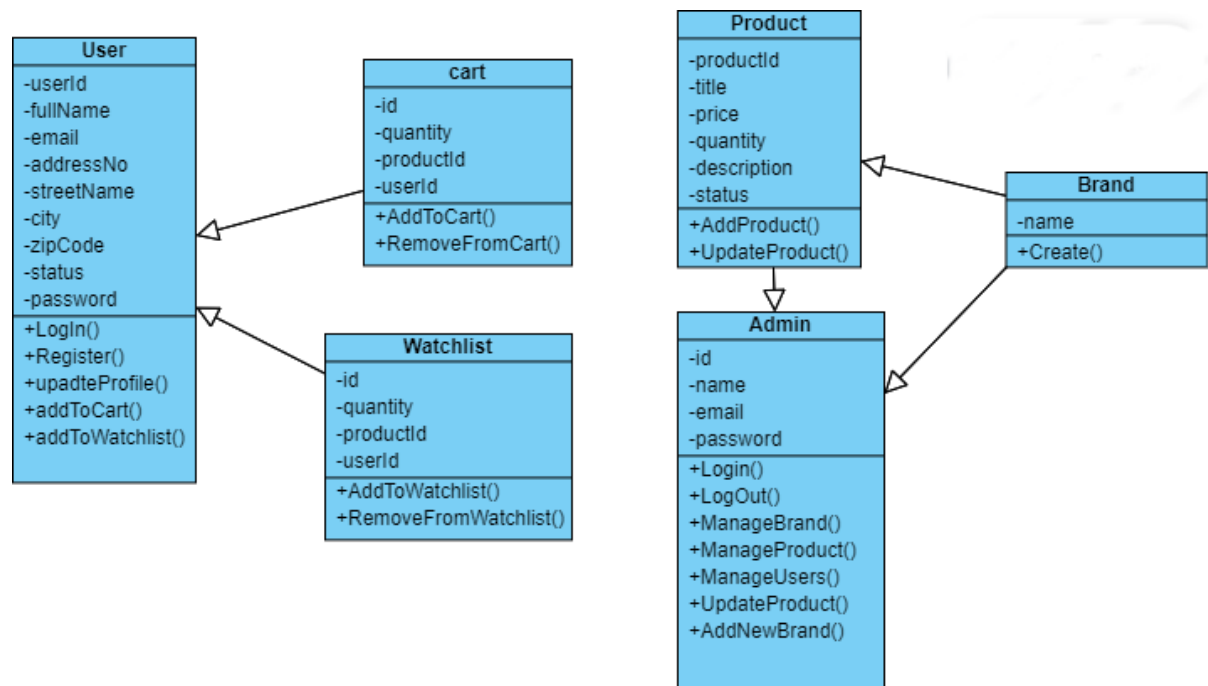 User
-userId
-fullName
-email
-addressNo
-streetName
-city
-zipCode
-status
-password
+LogIn()
+Register()
+upadteProfile()
+addToCart()
+addToWatchlist()
cart
-id
-quantity
-productId
-userId
+AddToCart()
+RemoveFromCart()
Watchlist
-id
-quantity
-productId
-userId
+AddToWatchlist()
+RemoveFromWatchlist()
Product
-productId
-title
-price
-quantity
-description
-status
+AddProduct()
+UpdateProduct()
Brand
-name
+Create()
Admin
-id
-name
-email
-password
+Login()
+LogOut()
+ManageBrand()
+ManageProduct()
+ManageUsers()
+UpdateProduct()
+AddNewBrand()